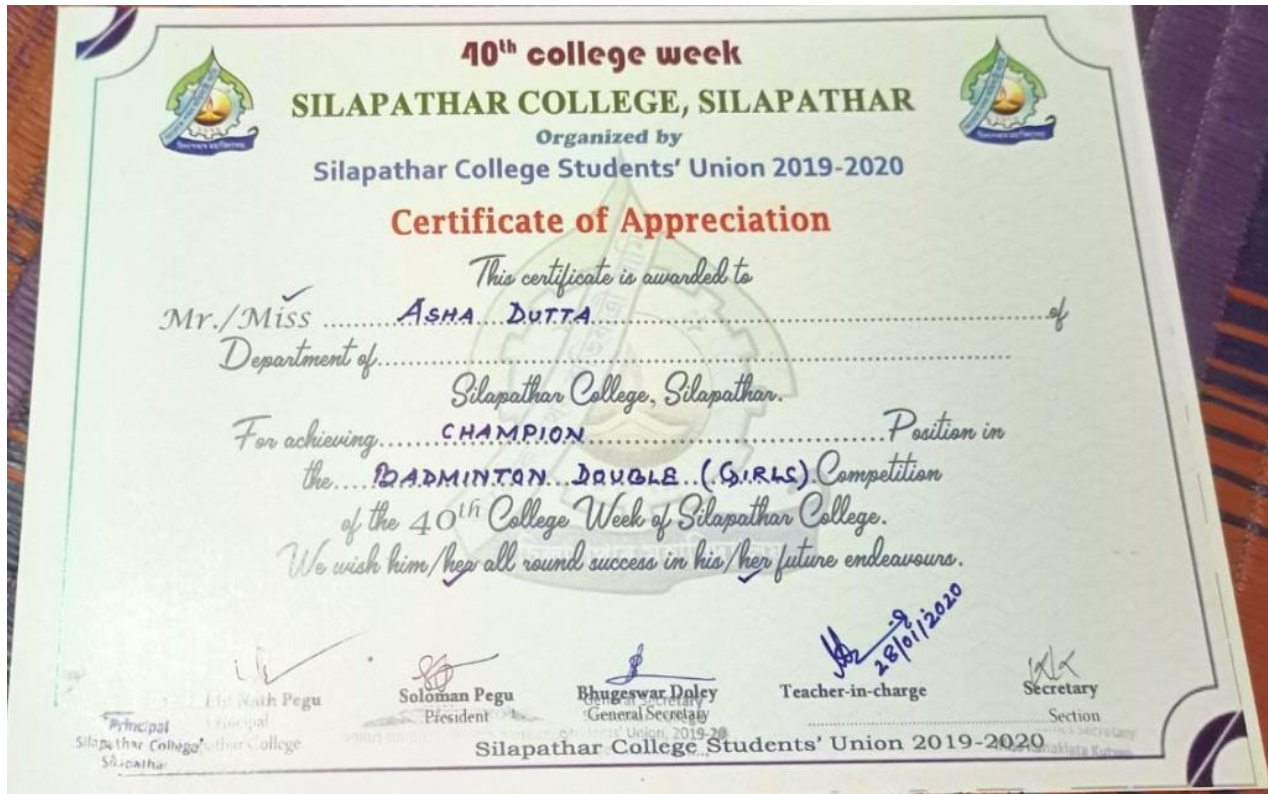 40th college week
SILAPATHAR COLLEGE, SILAPATHAR
Organized by
Silapathar College Students' Union 2019-2020
Certificate of Appreciation
This certificate is awarded to
Mr./Miss ........ASHA DUTTA........of
Department of........
Silapathar College, Silapathar.
For achieving........CHAMPION........Position in
the....BADMINTON...DOUBLE..(GIRLS) Competition
of the 40th College Week of Silapathar College.
We wish him/her all round success in his/her future endeavours.
28/01/2020
Nath Pegu Soloman Pegu Bhugeswar Doley Teacher-in-charge Secretary
Principal President General Secretary Section
Principal
Silapathar College
Silapathar
Silapathar College Students' Union 2019-2020